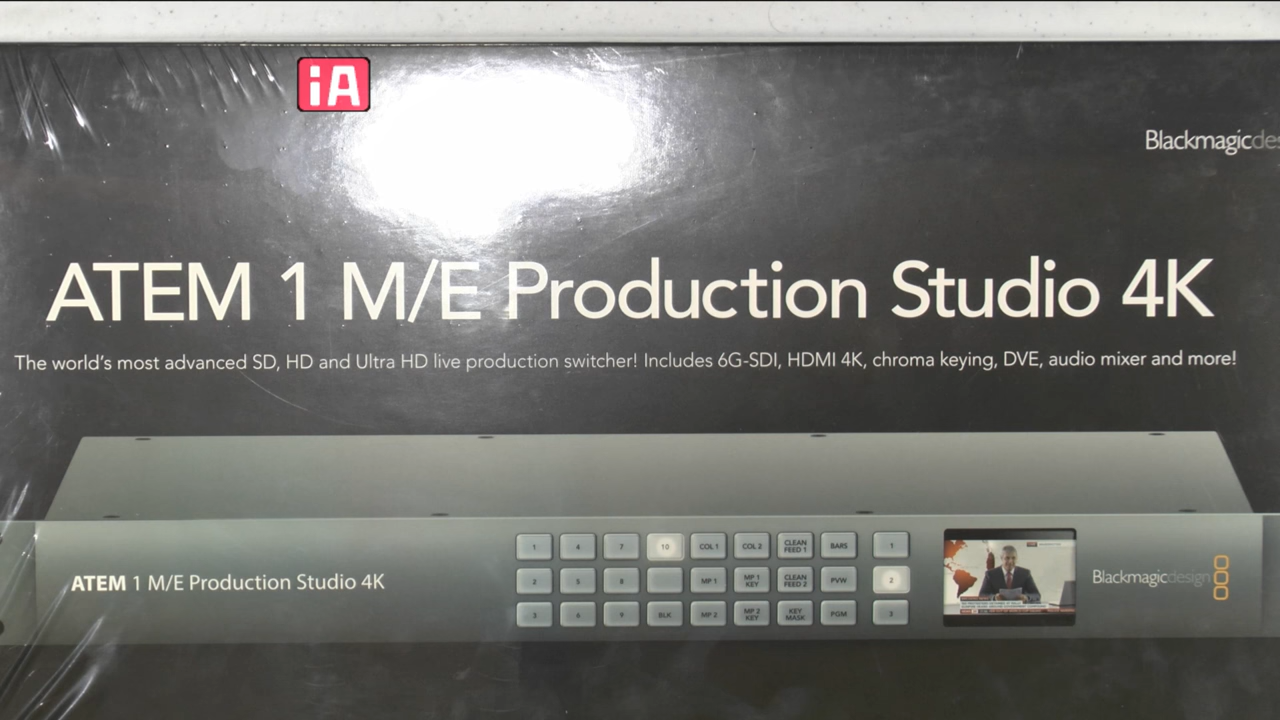 iA
Blackmagicdes
ATEM 1 M/E Production Studio 4K
The world's most advanced SD, HD and Ultra HD live production switcher! Includes 6G-SDI, HDMI 4K, chroma keying, DVE, audio mixer and more!
1 4 7 10 COL 1 COL 2 CLEAN FEED 1 BARS 1
2 5 8 MP 1 MP 1 KEY CLEAN FEED 2 PVW 2
3 6 9 BLK MP 2 MP 2 KEY KEY MASK PGM 3
ATEM 1 M/E Production Studio 4K
Blackmagicdesign